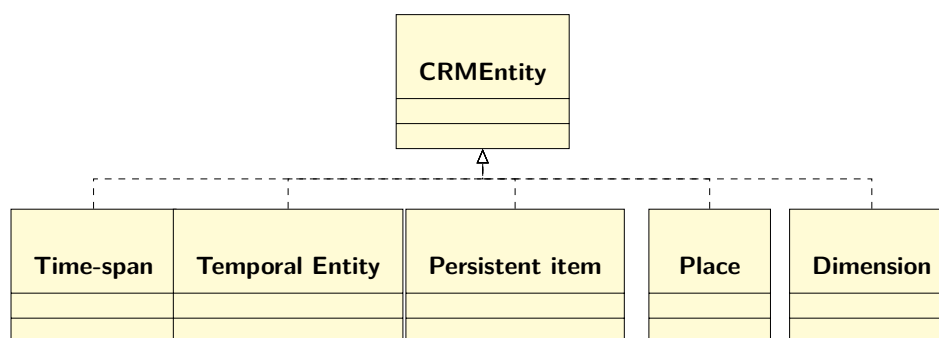 CRMEntity
Time-span
Temporal Entity
Persistent item
Place
Dimension